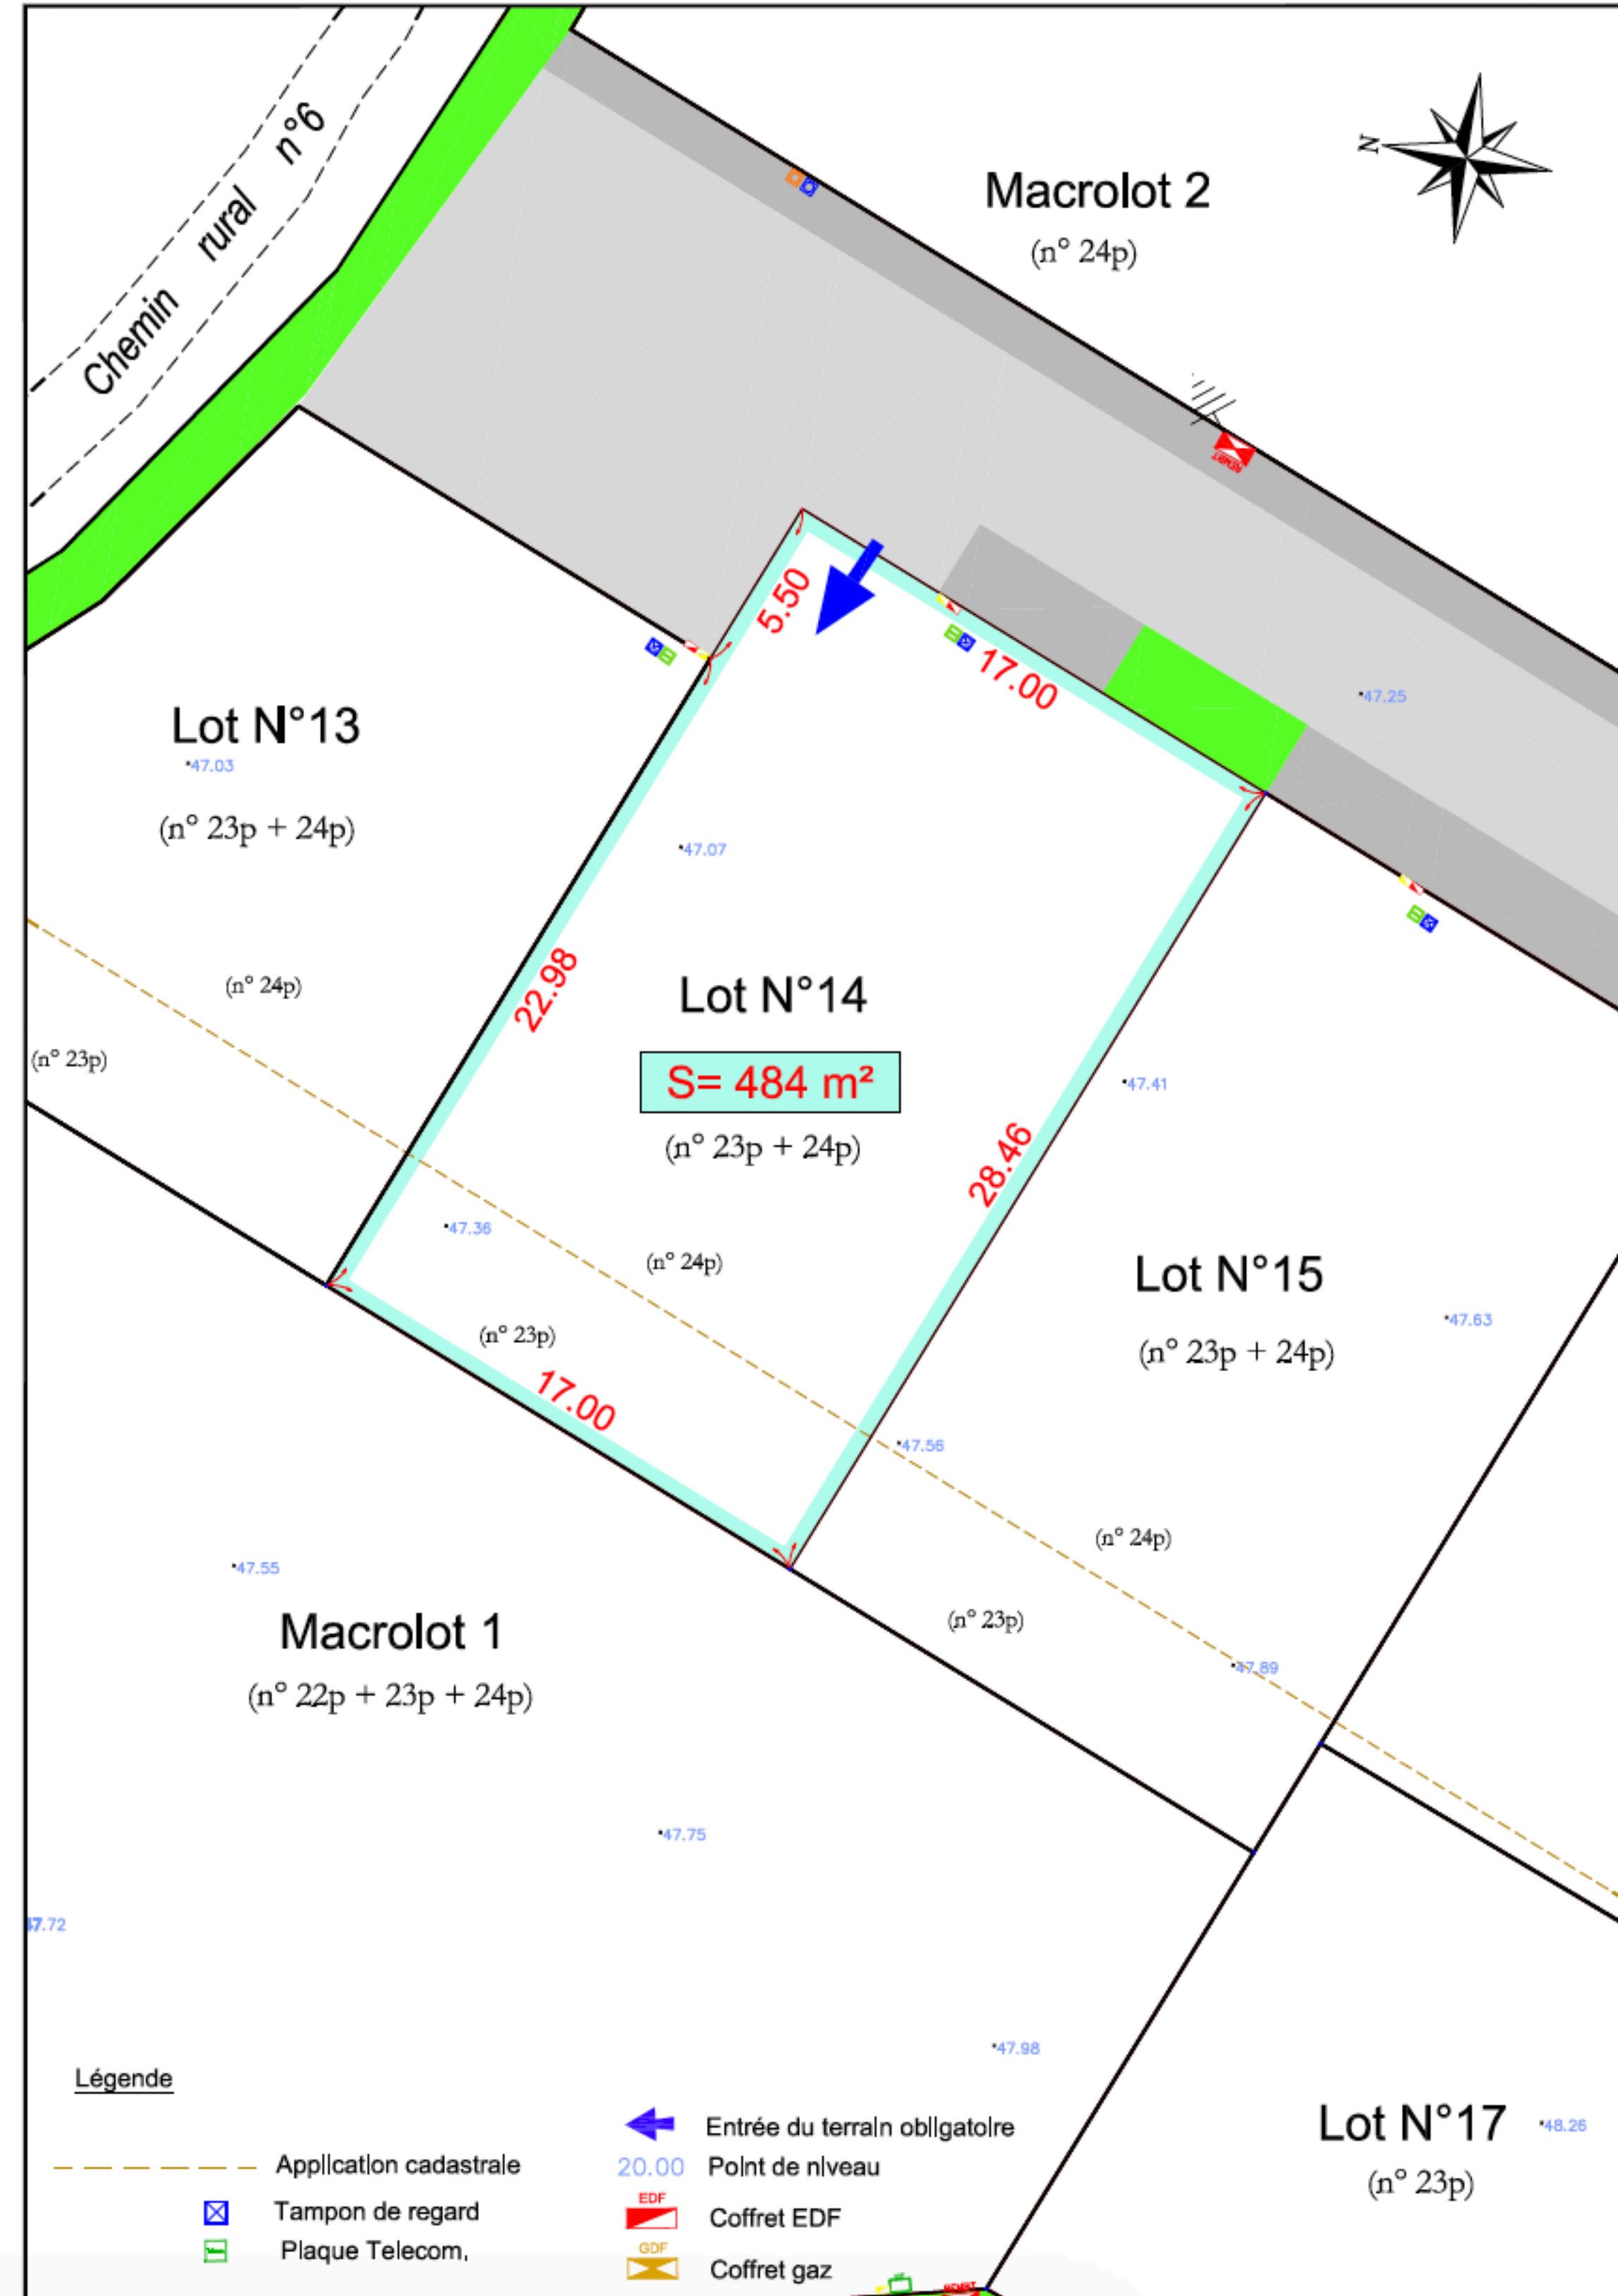 Chemin rural n°6
N
Macrolot 2
(n° 24p)
REMBT
5.50
17.00
47.25
Lot N°13
47.03
(n° 23p + 24p)
47.07
22.98
(n° 24p)
Lot N°14
(n° 23p)
S= 484 m²
47.41
(n° 23p + 24p)
28.46
47.36
(n° 24p)
Lot N°15
47.63
(n° 23p)
(n° 23p + 24p)
17.00
47.56
(n° 24p)
47.55
(n° 23p)
Macrolot 1
47.89
(n° 22p + 23p + 24p)
47.75
47.72
47.98
Légende
Lot N°17
48.26
(n° 23p)
Application cadastrale
Tampon de regard
Plaque Telecom,
Entrée du terrain obligatoire
20.00 Point de niveau
EDF
Coffret EDF
GDF
Coffret gaz
REMBT